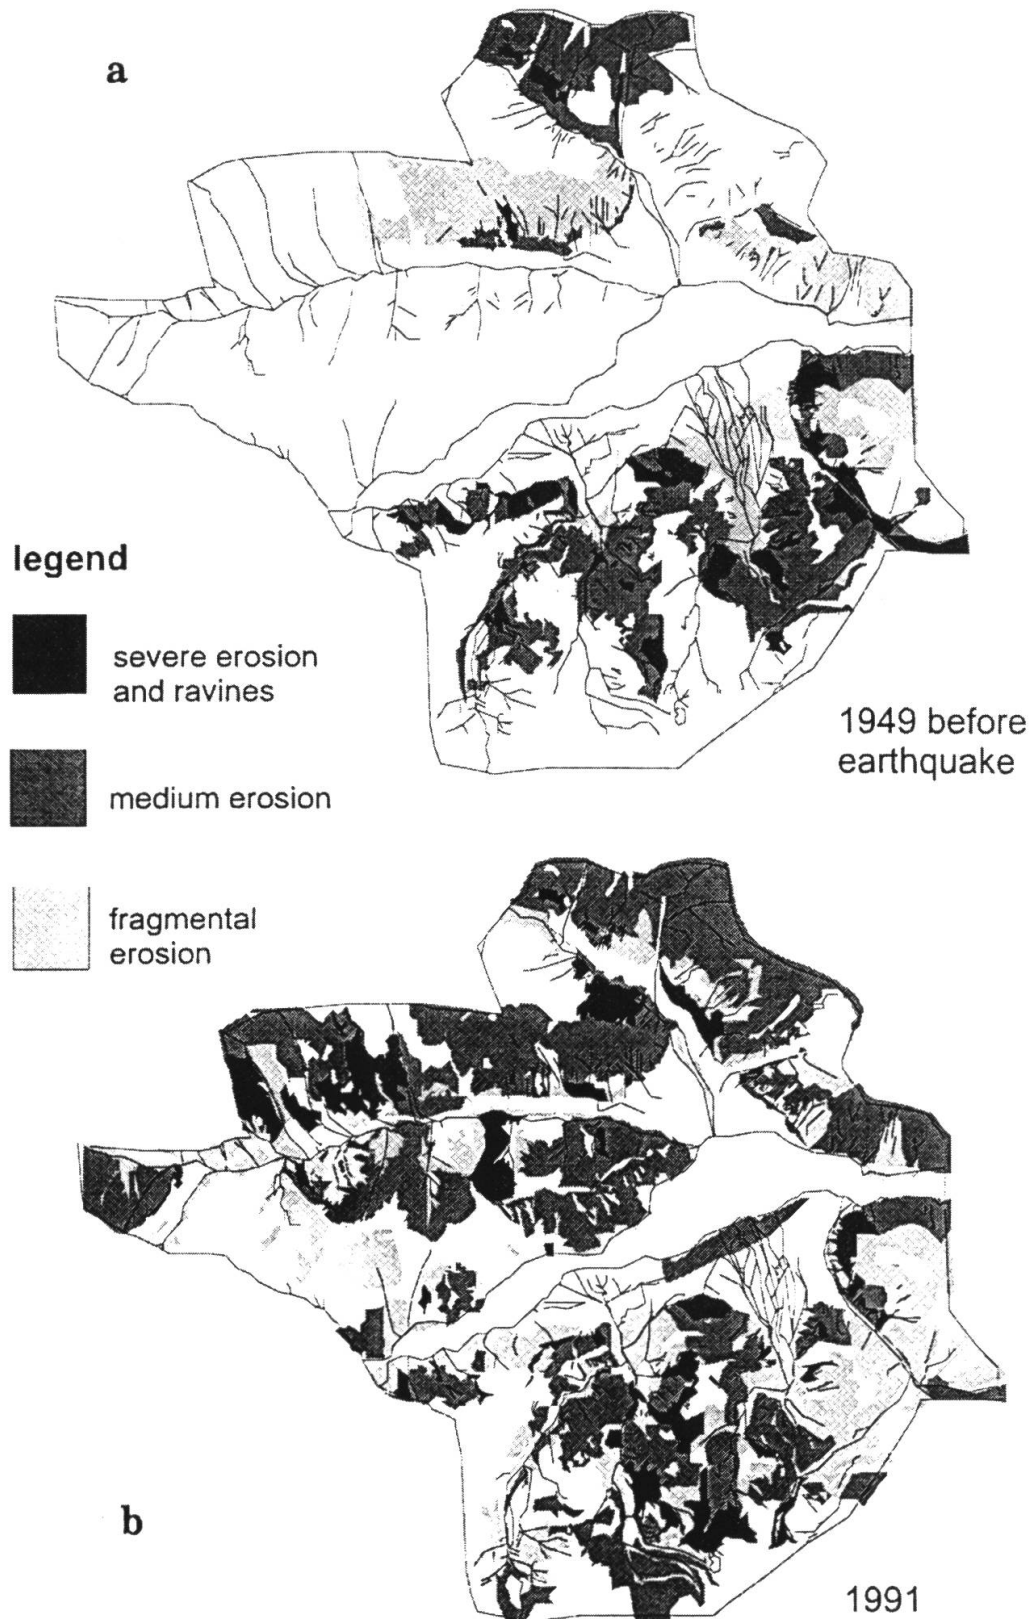 a
legend
severe erosion
and ravines
medium erosion
fragmental
erosion
1949 before
earthquake
b
1991